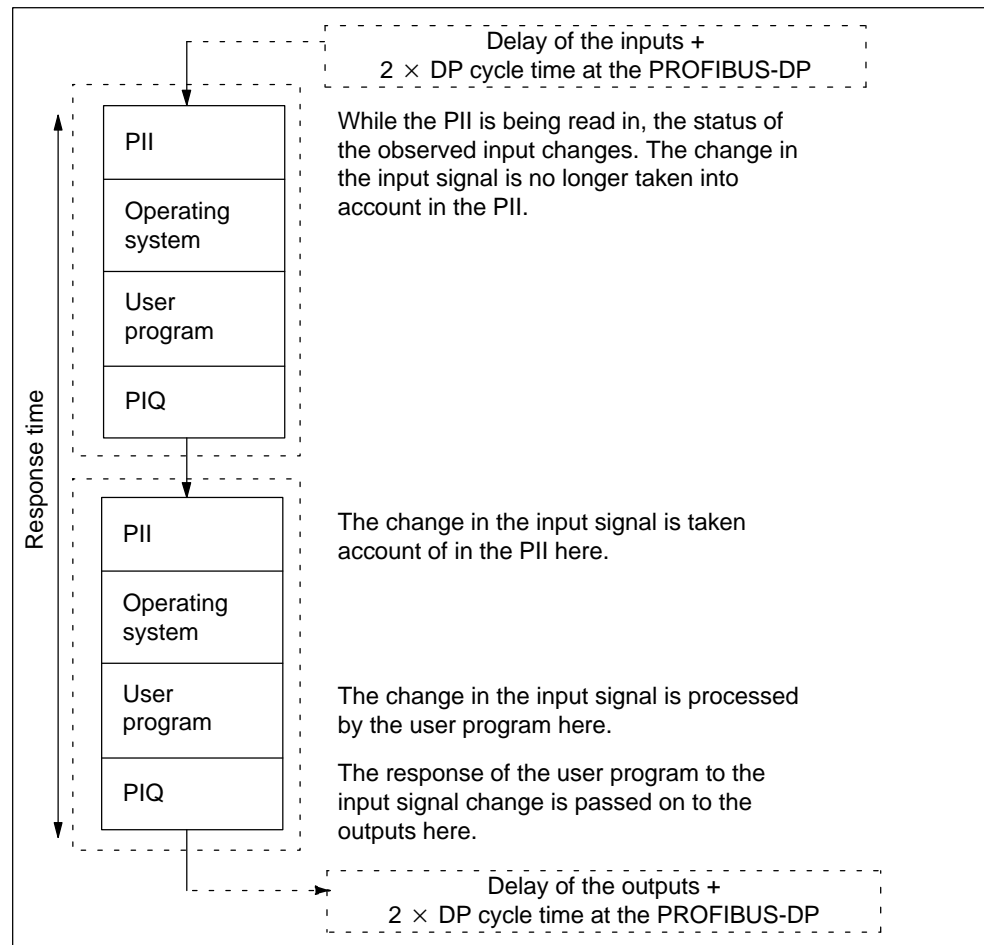 Delay of the inputs +
2 × DP cycle time at the PROFIBUS-DP
PII
While the PII is being read in, the status of
the observed input changes. The change in
the input signal is no longer taken into
account in the PII.
Operating
system
User
program
PIQ
Response time
PII
The change in the input signal is taken
account of in the PII here.
Operating
system
User
program
The change in the input signal is processed
by the user program here.
PIQ
The response of the user program to the
input signal change is passed on to the
outputs here.
Delay of the outputs +
2 × DP cycle time at the PROFIBUS-DP